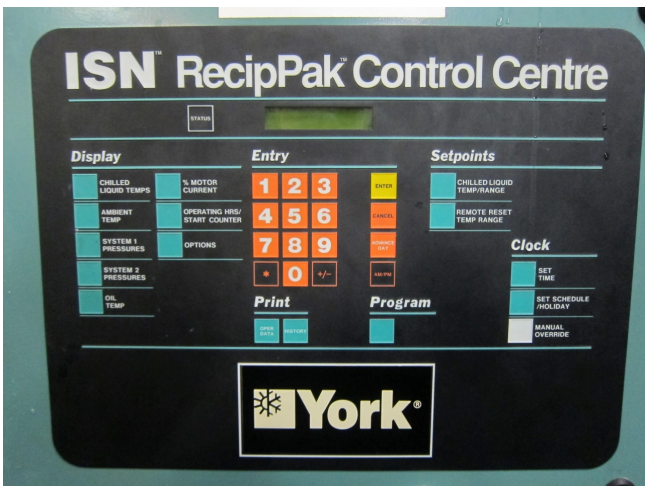 ISN™ RecipPak™ Control Centre
STATUS
Display
CHILLED
LIQUID TEMPS
AMBIENT
TEMP
SYSTEM 1
PRESSURES
SYSTEM 2
PRESSURES
OIL
TEMP
% MOTOR
CURRENT
OPERATING HRS/
START COUNTER
OPTIONS
Entry
1 2 3
4 5 6
7 8 9
* 0 +/-
ENTER
CANCEL
ADVANCE
DAY
AM/PM
Setpoints
CHILLED LIQUID
TEMP/RANGE
REMOTE RESET
TEMP RANGE
Clock
SET
TIME
SET SCHEDULE
/HOLIDAY
MANUAL
OVERRIDE
Print
OPER
DATA
HISTORY
Program
York®